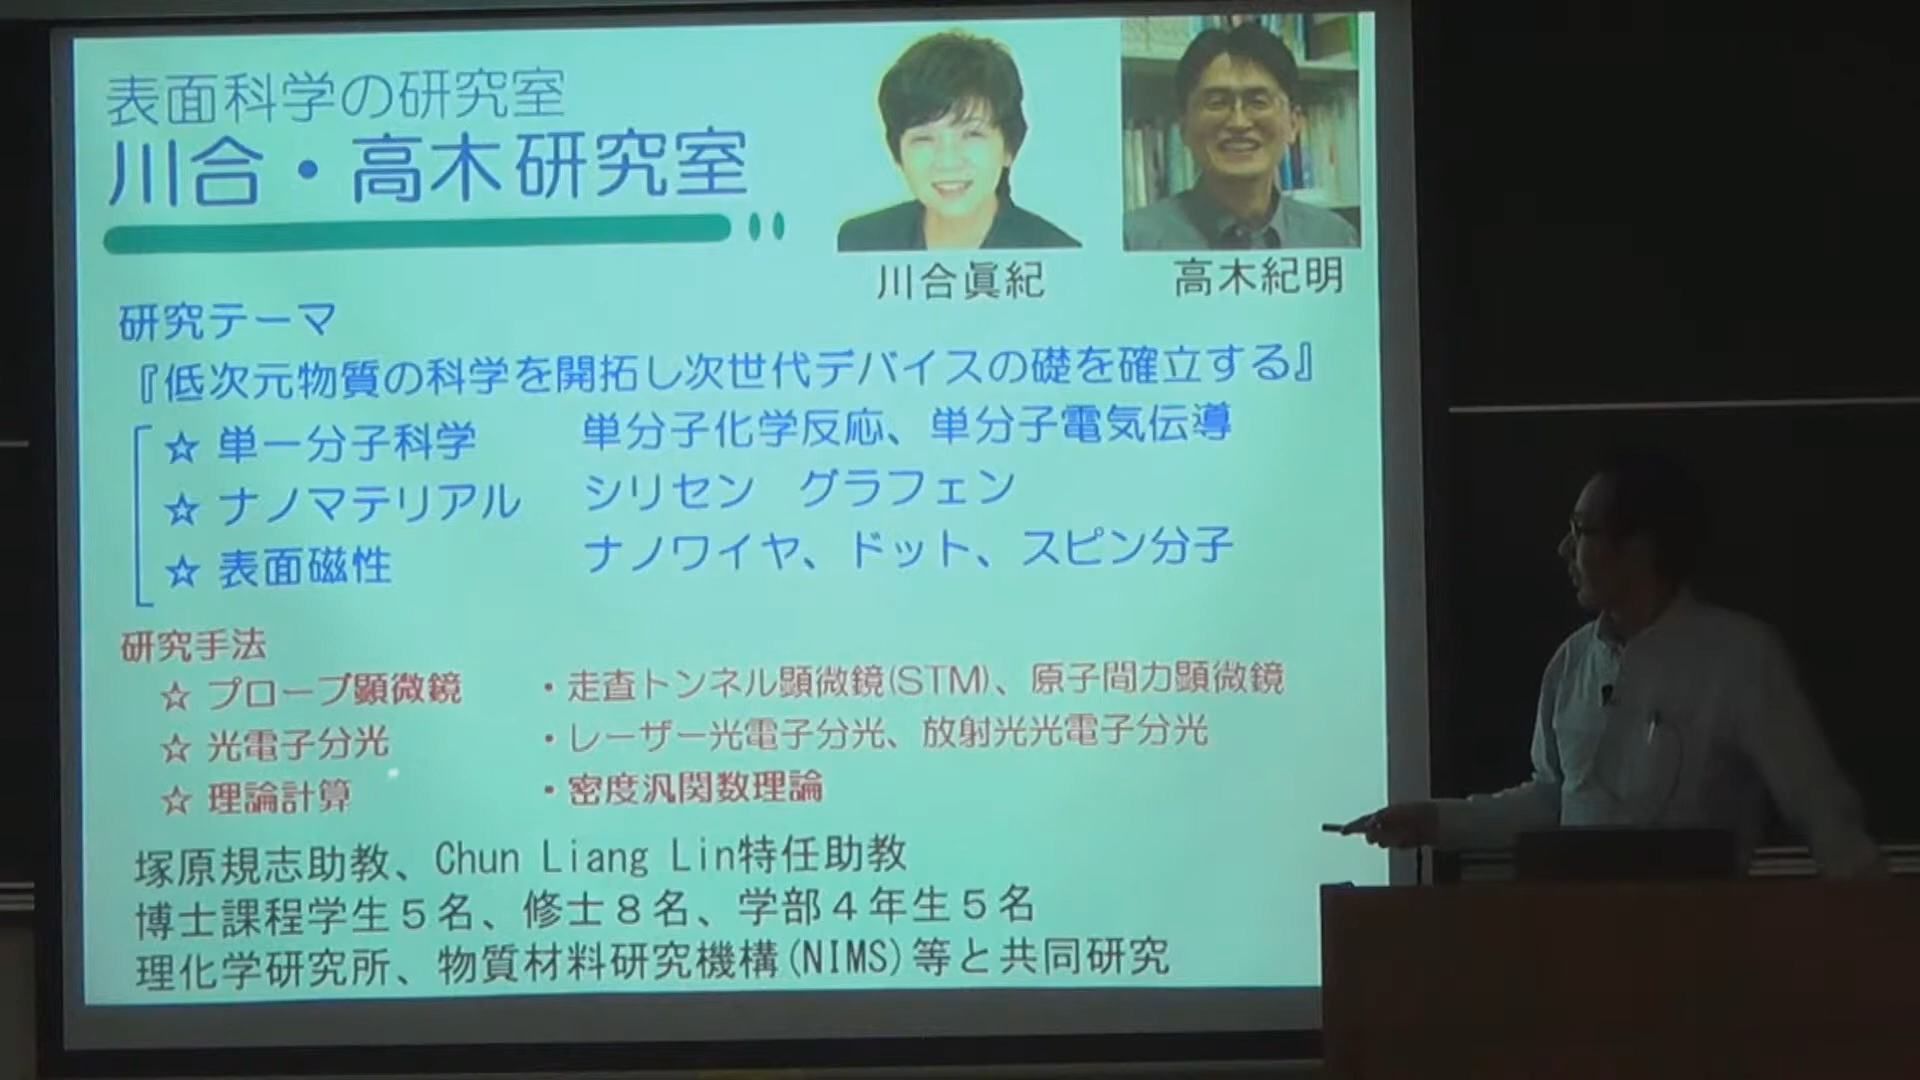 表面科学の研究室
川合・高木研究室
川合眞紀
高木紀明
研究テーマ
『低次元物質の科学を開拓し次世代デバイスの礎を確立する』
☆ 単一分子科学 単分子化学反応、単分子電気伝導
☆ ナノマテリアル シリセン グラフェン
☆ 表面磁性 ナノワイヤ、ドット、スピン分子
研究手法
☆ プローブ顕微鏡 ・走査トンネル顕微鏡(STM)、原子間力顕微鏡
☆ 光電子分光 ・レーザー光電子分光、放射光光電子分光
☆ 理論計算 ・密度汎関数理論
塚原規志助教、Chun Liang Lin特任助教
博士課程学生５名、修士８名、学部４年生５名
理化学研究所、物質材料研究機構(NIMS)等と共同研究